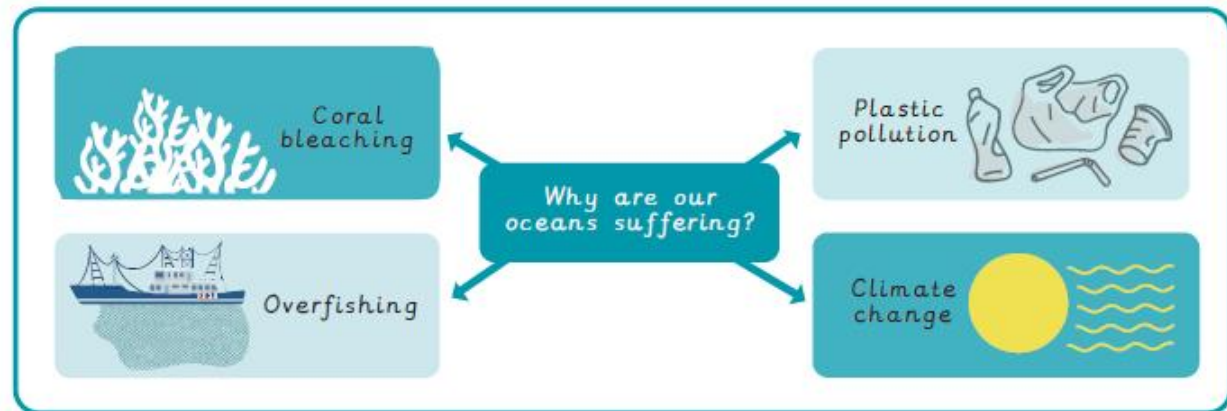 Coral
bleaching
Plastic
pollution
Why are our
oceans suffering?
Overfishing
Climate
change